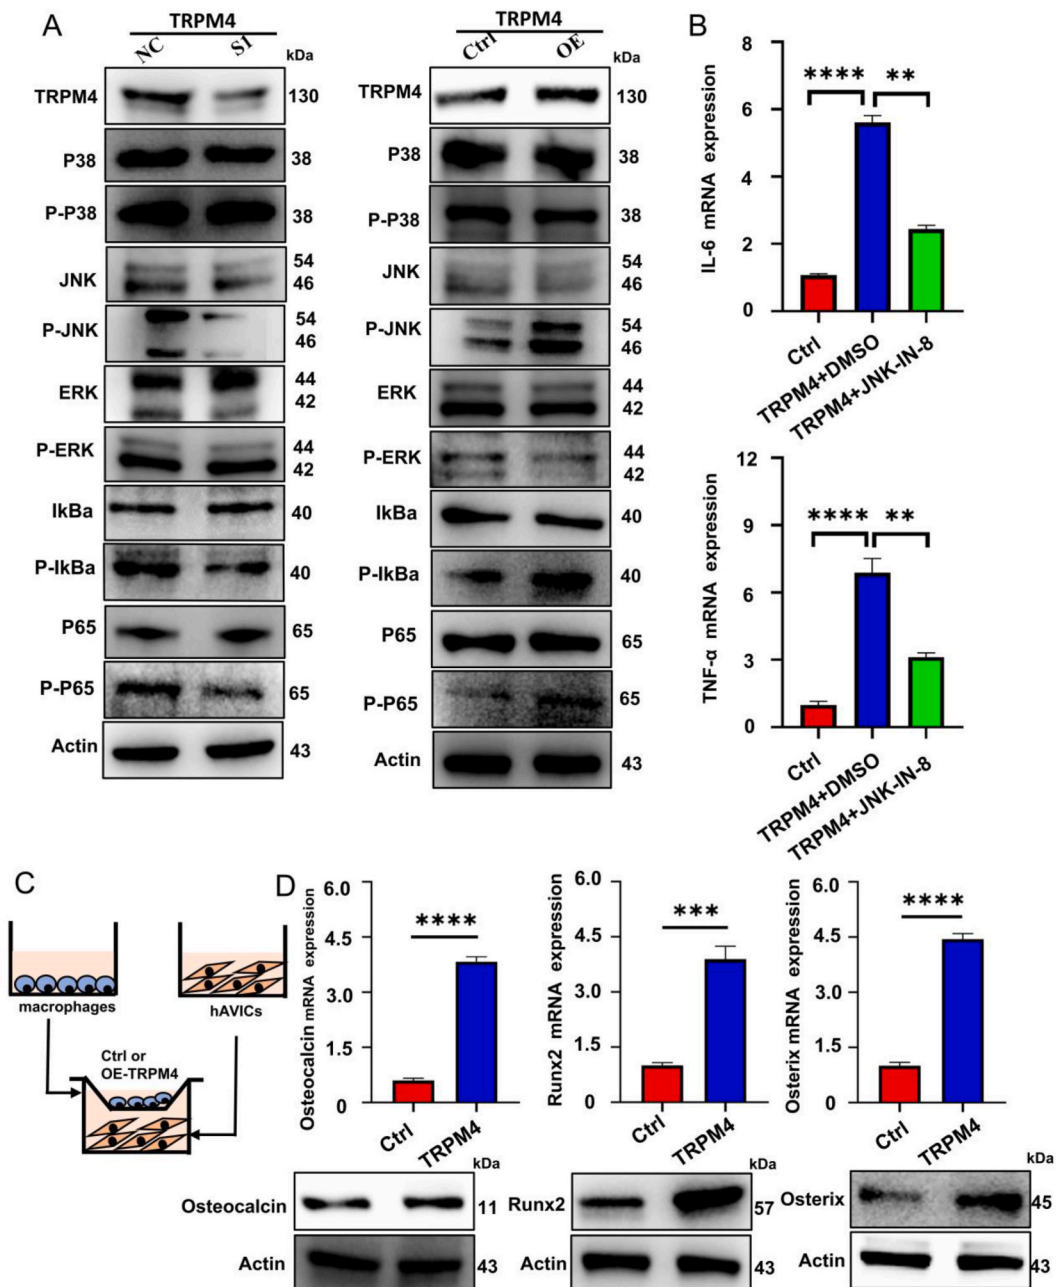 A
TRPM4
NC S1 kDa
TRPM4 130
P38 38
P-P38 38
JNK 54
46
P-JNK 54
46
ERK 44
42
P-ERK 44
42
IkBa 40
P-IkBa 40
P65 65
P-P65 65
Actin 43
TRPM4
Ctrl OE kDa
TRPM4 130
P38 38
P-P38 38
JNK 54
46
P-JNK 54
46
ERK 44
42
P-ERK 44
42
IkBa 40
P-IkBa 40
P65 65
P-P65 65
Actin 43
B
IL-6 mRNA expression
8
6
4
2
0
**** **
Ctrl
TRPM4+DMSO
TRPM4+JNK-IN-8
TNF-α mRNA expression
12
9
6
3
0
**** **
Ctrl
TRPM4+DMSO
TRPM4+JNK-IN-8
C
macrophages
hAVICs
Ctrl or
OE-TRPM4
D
Osteocalcin mRNA expression
6.0
4.5
3.0
1.5
0
****
Ctrl
TRPM4
Runx2 mRNA expression
6.0
4.5
3.0
1.5
0
***
Ctrl
TRPM4
Osterix mRNA expression
6.0
4.5
3.0
1.5
0
****
Ctrl
TRPM4
kDa
Osteocalcin 11
Actin 43
kDa
Runx2 57
Actin 43
kDa
Osterix 45
Actin 43